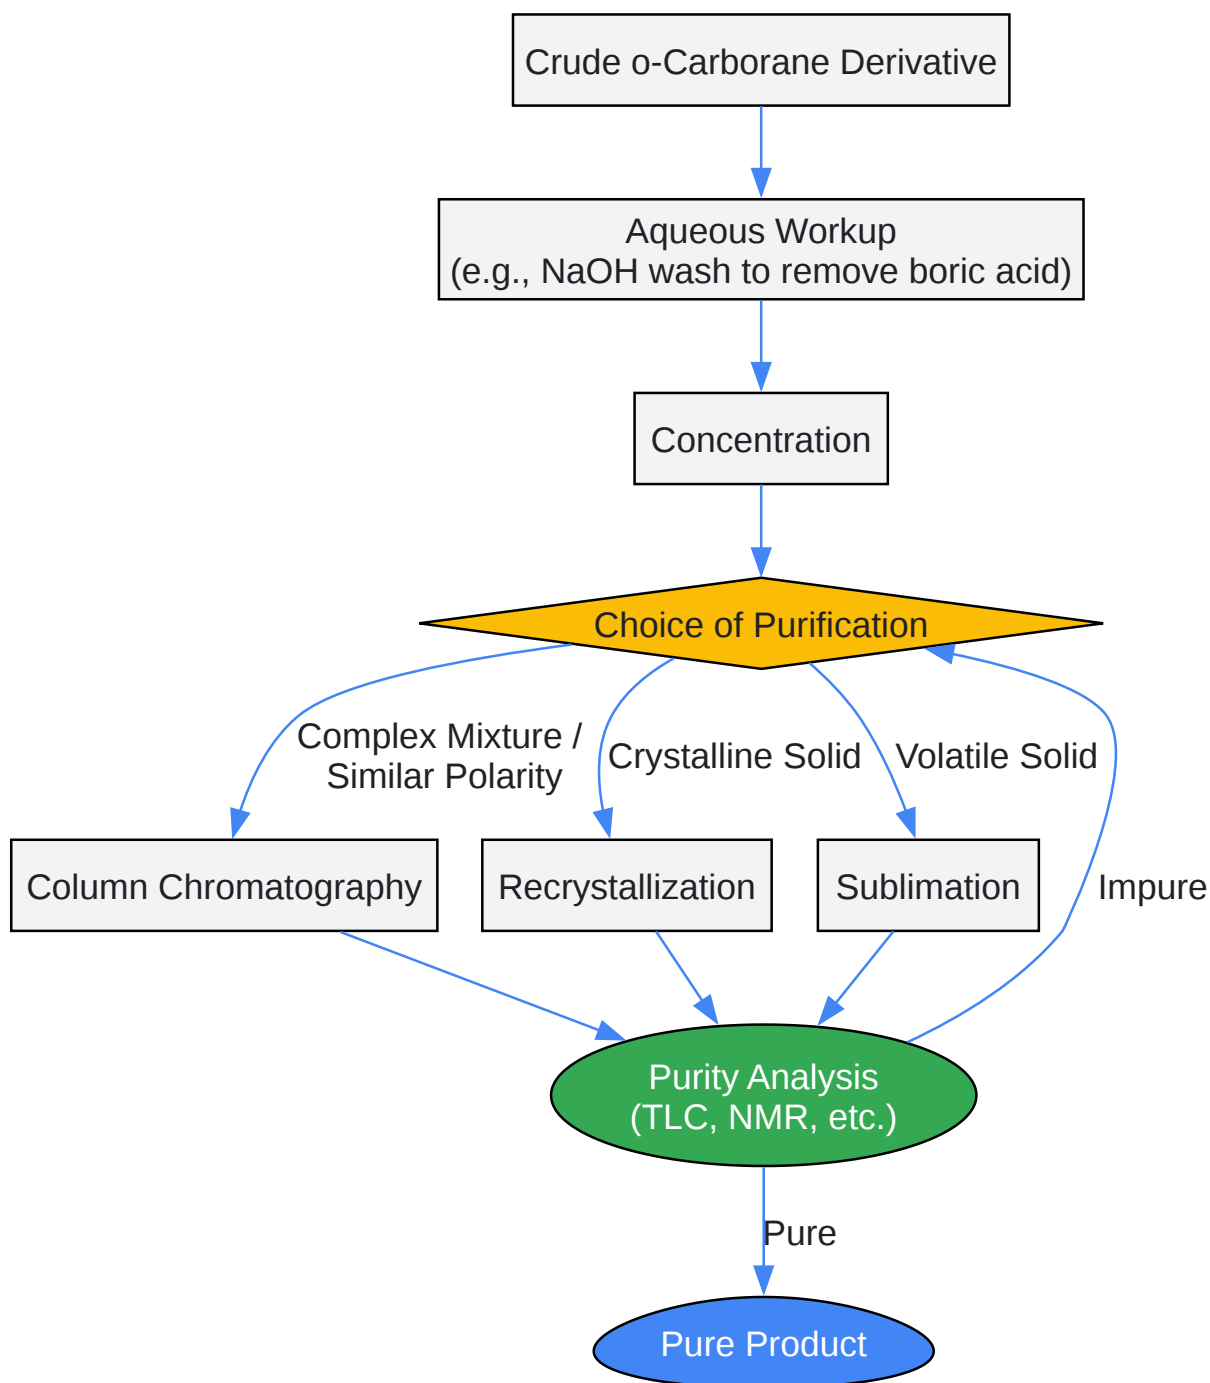 Crude o-Carborane Derivative
Aqueous Workup
(e.g., NaOH wash to remove boric acid)
Concentration
Choice of Purification
Complex Mixture /
Similar Polarity
Crystalline Solid
Volatile Solid
Column Chromatography
Recrystallization
Sublimation
Impure
Purity Analysis
(TLC, NMR, etc.)
Pure
Pure Product